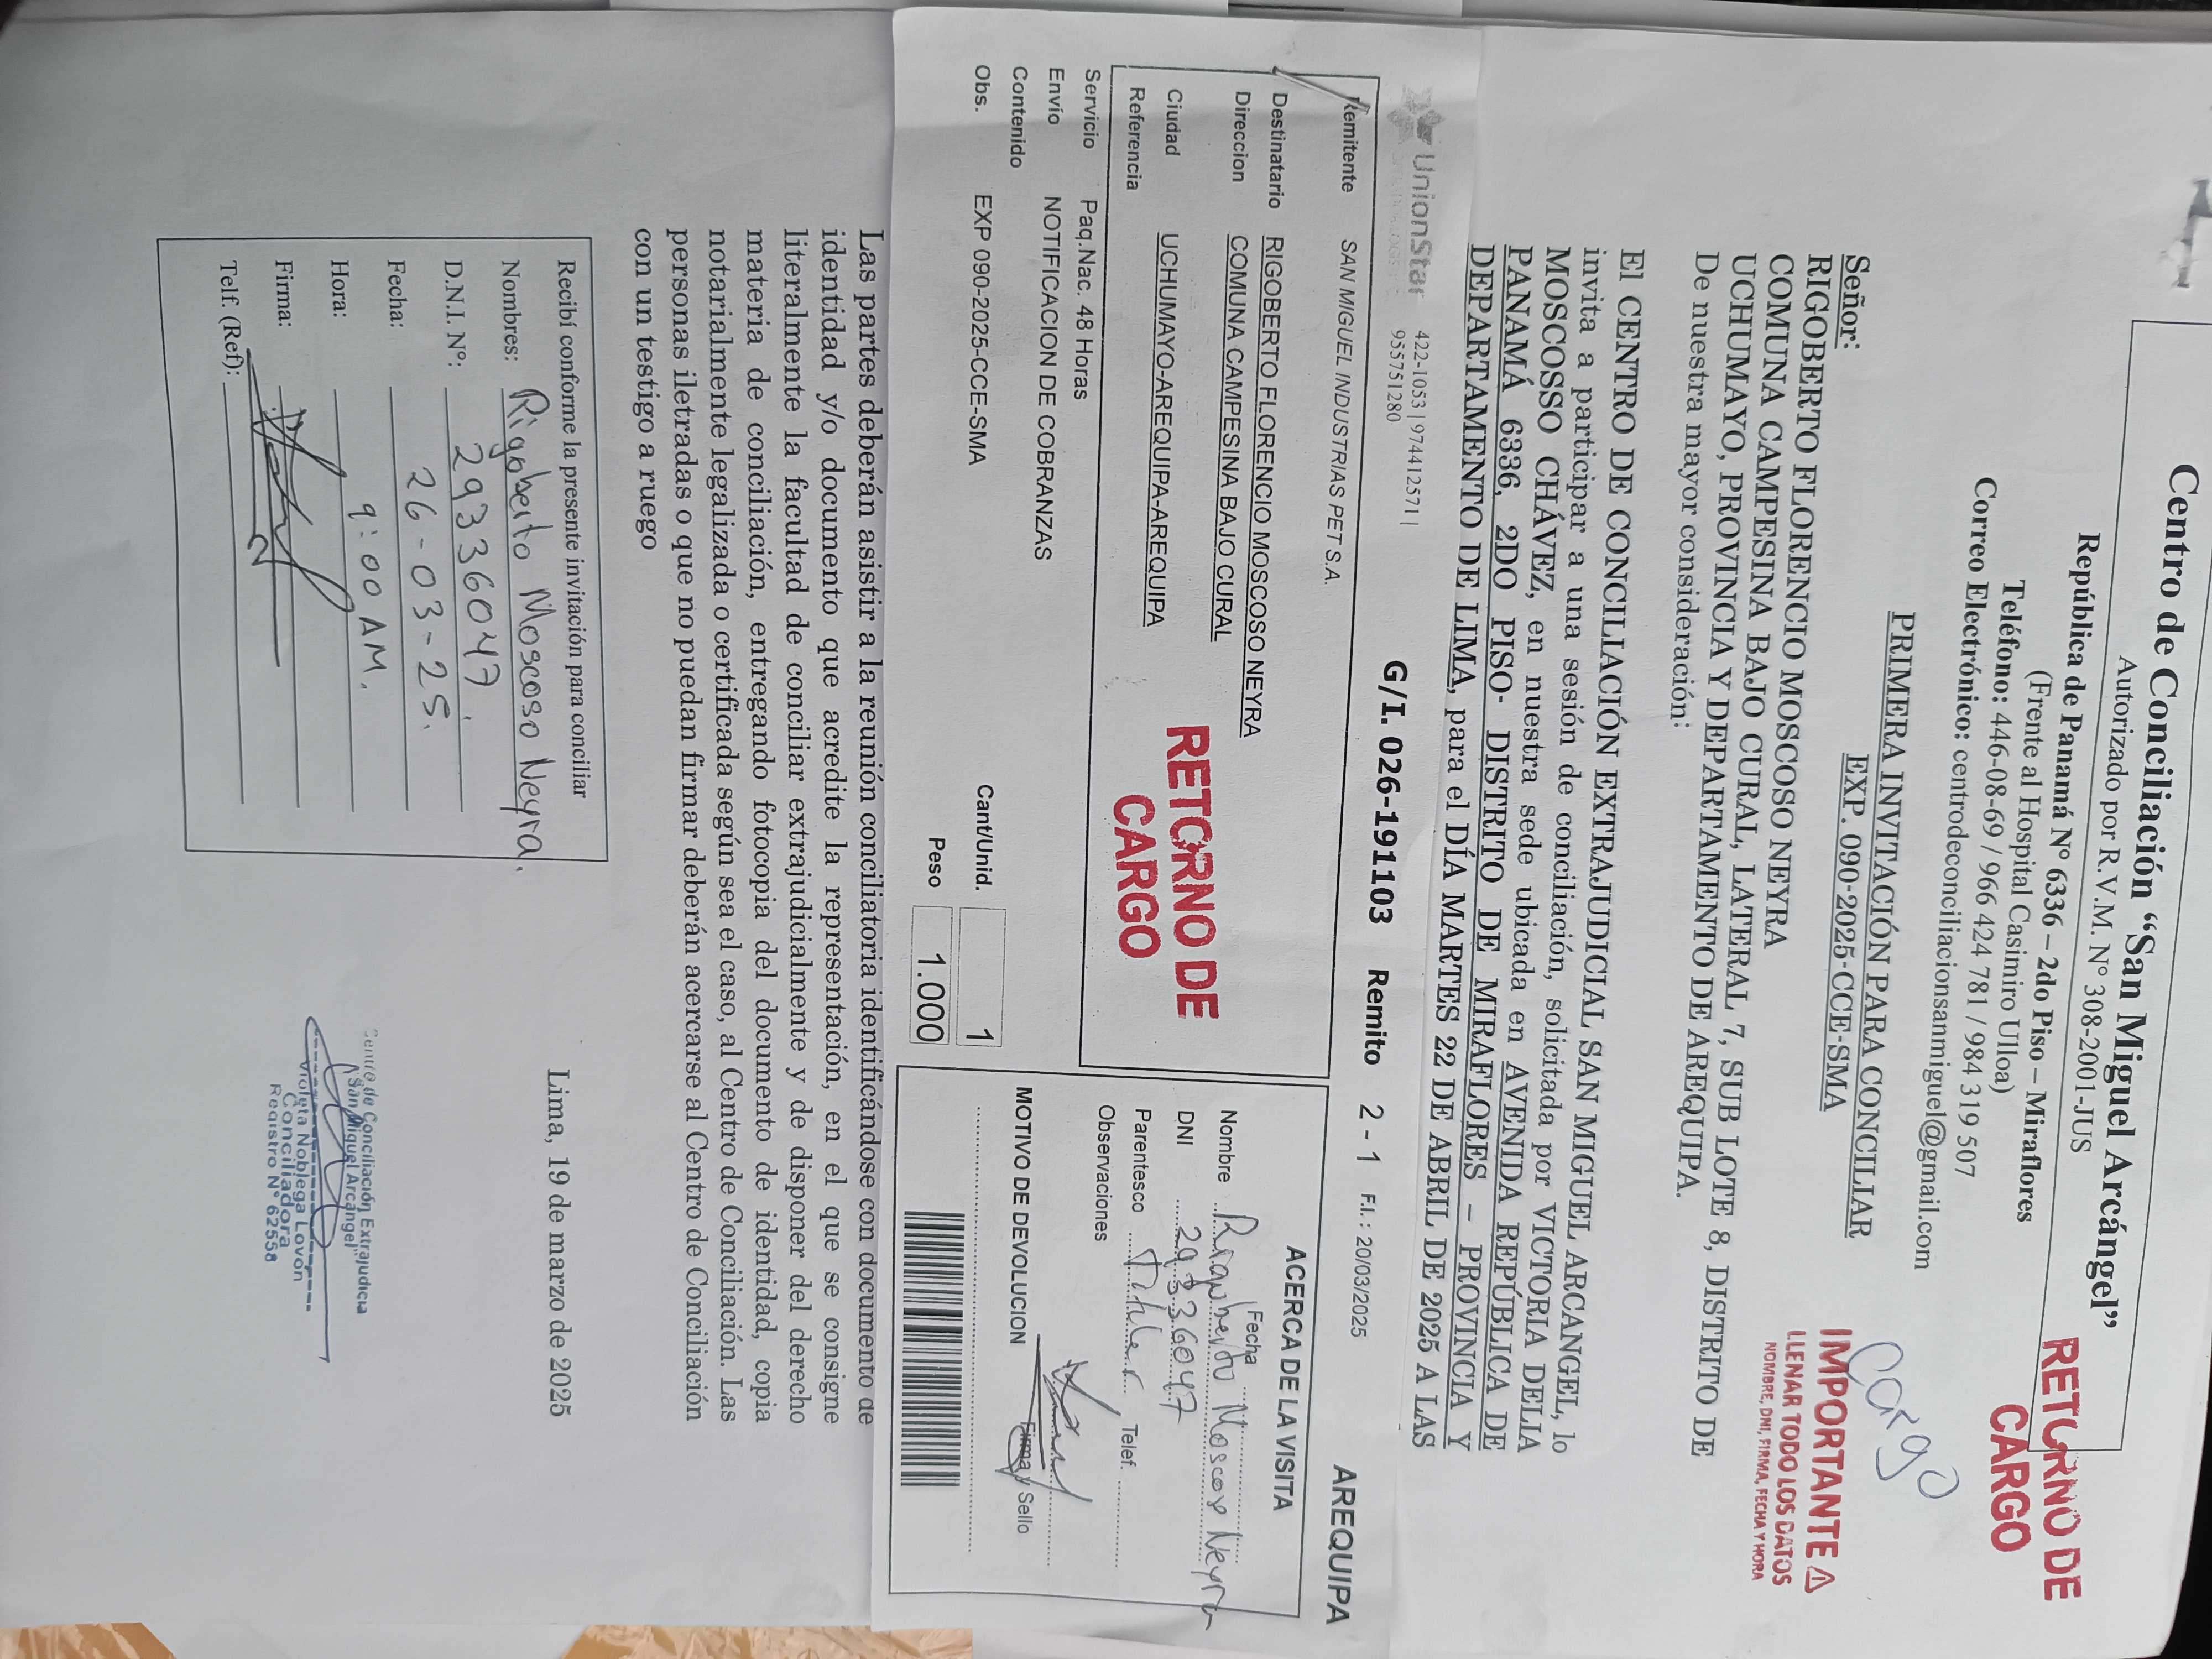 Centro de Conciliación “San Miguel Arcángel”
Autorizado por R.V.M. Nº 308-2001-JUS
República de Panamá Nº 6336 – 2do Piso – Miraflores
(Frente al Hospital Casimiro Ulloa)
Teléfono: 446-08-69 / 966 424 781 / 984 319 507
Correo Electrónico: centrodeconciliacionsanmiguel@gmail.com
RETORNO DE
CARGO
Cargo
PRIMERA INVITACIÓN PARA CONCILIAR
EXP. 090-2025-CCE-SMA
IMPORTANTE
LLENAR TODO LOS DATOS
NOMBRE, DNI, FIRMA, FECHA Y HORA
Señor:
RIGOBERTO FLORENCIO MOSCOSO NEYRA
COMUNA CAMPESINA BAJO CURAL, LATERAL 7, SUB LOTE 8, DISTRITO DE
UCHUMAYO, PROVINCIA Y DEPARTAMENTO DE AREQUIPA.
De nuestra mayor consideración:
El CENTRO DE CONCILIACIÓN EXTRAJUDICIAL SAN MIGUEL ARCANGEL, lo
invita a participar a una sesión de conciliación, solicitada por VICTORIA DELIA
MOSCOSSO CHÁVEZ, en nuestra sede ubicada en AVENIDA REPÚBLICA DE
PANAMÁ 6336, 2DO PISO- DISTRITO DE MIRAFLORES – PROVINCIA Y
DEPARTAMENTO DE LIMA, para el DÍA MARTES 22 DE ABRIL DE 2025 A LAS
UnionStar
422-1053 | 974412571 |
955751280
G/I. 026-191103 Remito 2 - 1 F.I.: 20/03/2025 AREQUIPA
Remitente SAN MIGUEL INDUSTRIAS PET S.A.
Destinatario RIGOBERTO FLORENCIO MOSCOSO NEYRA
Direccion COMUNA CAMPESINA BAJO CURAL
Ciudad UCHUMAYO-AREQUIPA-AREQUIPA
Referencia
RETORNO DE
CARGO
Servicio Paq.Nac. 48 Horas
Envío NOTIFICACION DE COBRANZAS
Contenido
Obs. EXP 090-2025-CCE-SMA
Cant/Unid. 1
Peso 1.000
ACERCA DE LA VISITA
Fecha
Nombre Rigoberto Moscoso Neyra
DNI 29336047
Parentesco Titular Telef.
Observaciones
Firma y Sello
MOTIVO DE DEVOLUCION
Las partes deberán asistir a la reunión conciliatoria identificándose con documento de
identidad y/o documento que acredite la representación, en el que se consigne
literalmente la facultad de conciliar extrajudicialmente y de disponer del derecho
materia de conciliación, entregando fotocopia del documento de identidad, copia
notarialmente legalizada o certificada según sea el caso, al Centro de Conciliación. Las
personas iletradas o que no puedan firmar deberán acercarse al Centro de Conciliación
con un testigo a ruego
Lima, 19 de marzo de 2025
Recibí conforme la presente invitación para conciliar
Nombres: Rigoberto Moscoso Neyra.
D.N.I. Nº: 29336047.
Fecha: 26-03-25.
Hora: 9:00 AM.
Firma:
Telf. (Ref):
Centro de Conciliación Extrajudicia
"San Miguel Arcángel"
Violeta Noblega Lovón
Conciliadora
Registro N° 62558